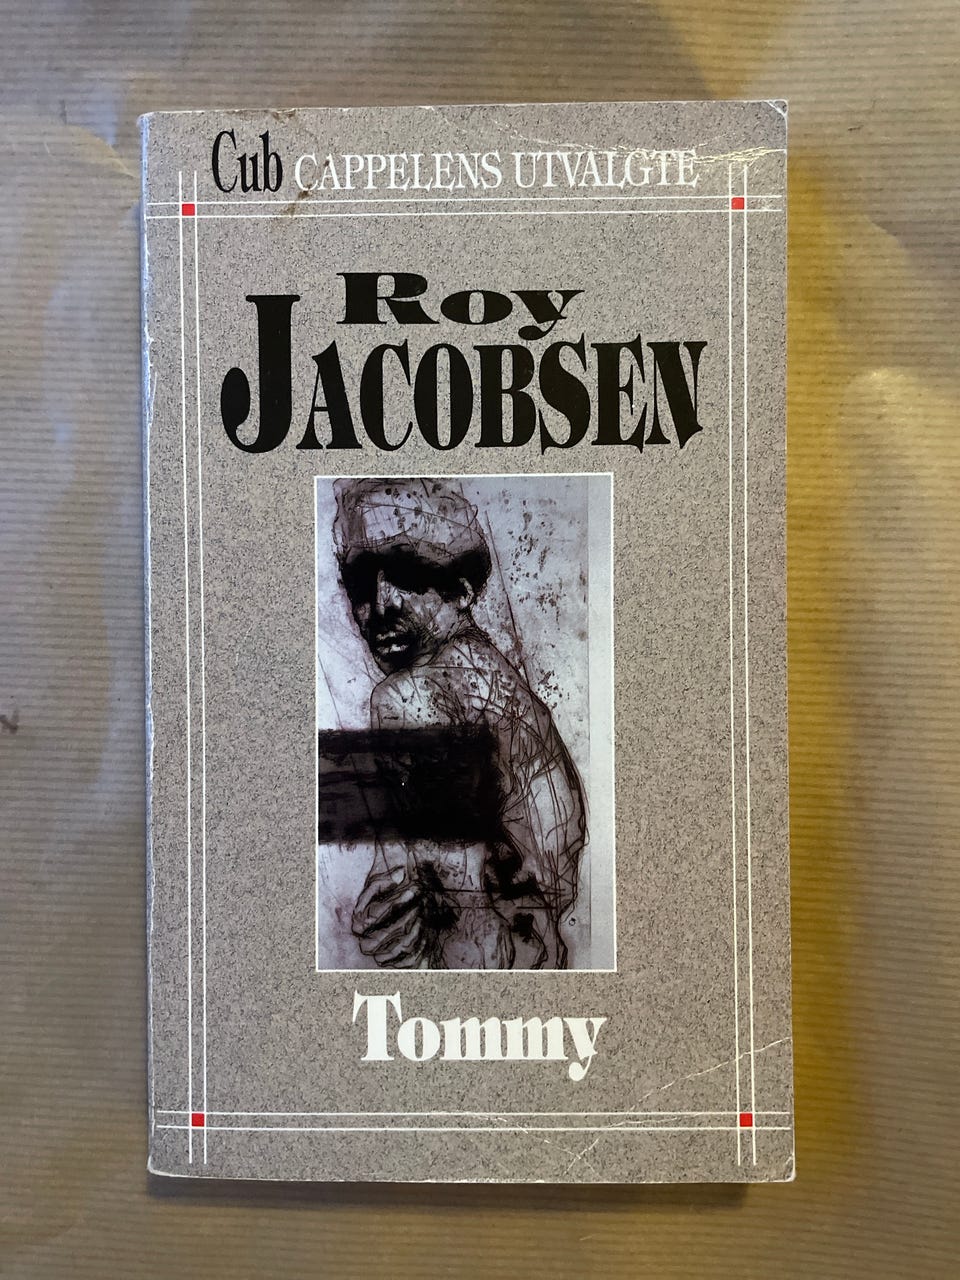 Cub CAPPELENS UTVALGTE
Roy
JACOBSEN
Tommy